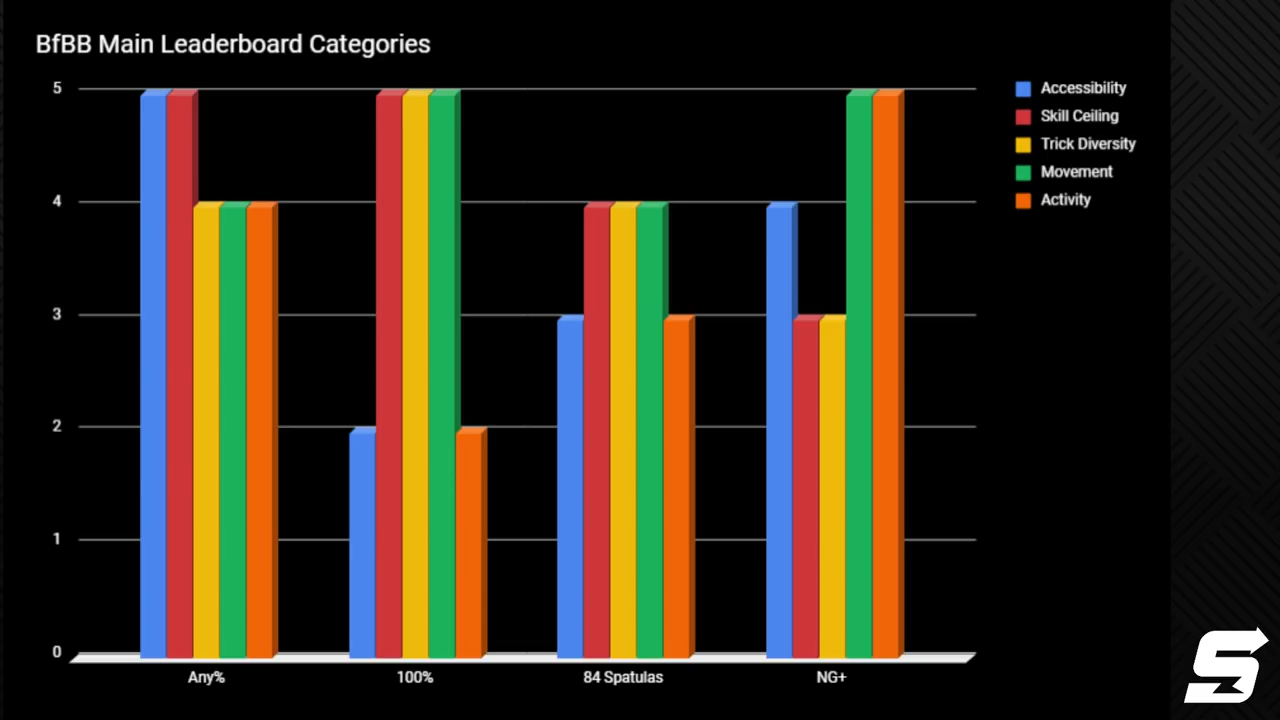 BfBB Main Leaderboard Categories
5
4
3
2
1
0
Any%
100%
84 Spatulas
NG+
Accessibility
Skill Ceiling
Trick Diversity
Movement
Activity
S